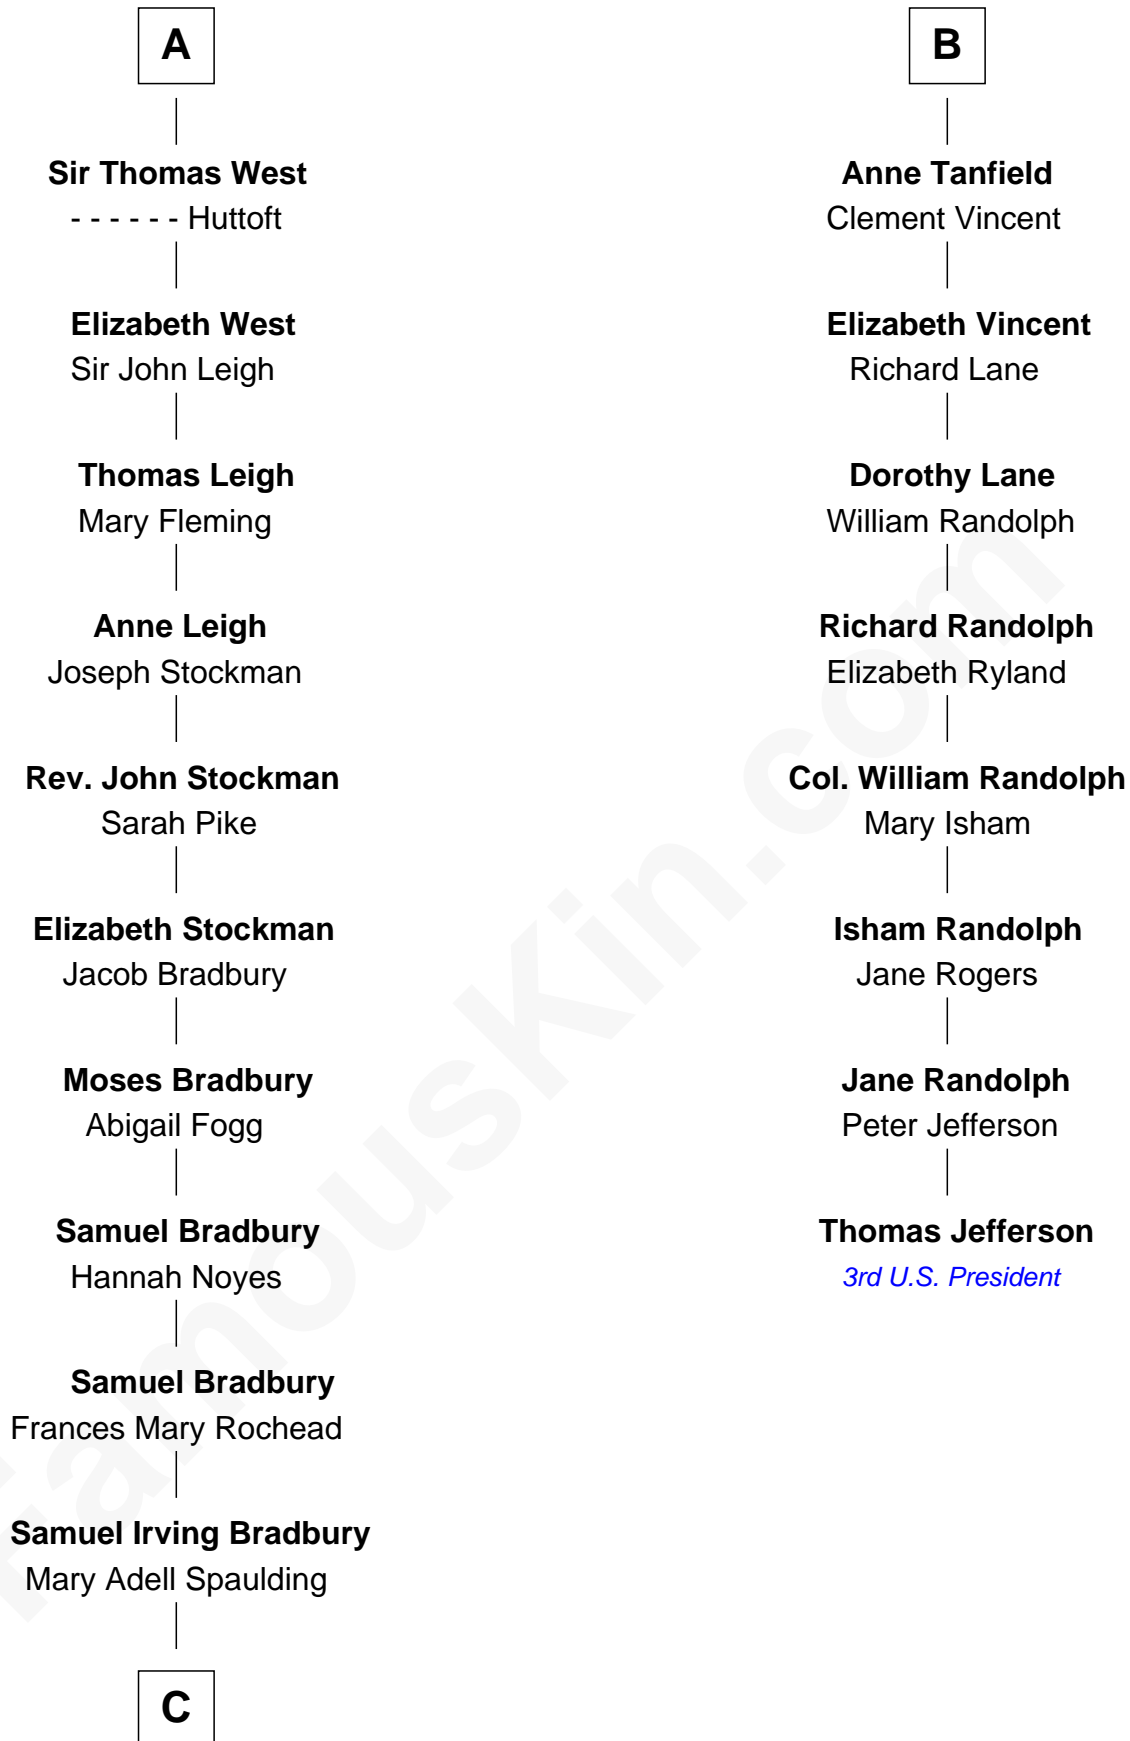 A
Sir Thomas West
- - - - - - Huttoft
Elizabeth West
Sir John Leigh
Thomas Leigh
Mary Fleming
Anne Leigh
Joseph Stockman
Rev. John Stockman
Sarah Pike
Elizabeth Stockman
Jacob Bradbury
Moses Bradbury
Abigail Fogg
Samuel Bradbury
Hannah Noyes
Samuel Bradbury
Frances Mary Rochead
Samuel Irving Bradbury
Mary Adell Spaulding
C
B
Anne Tanfield
Clement Vincent
Elizabeth Vincent
Richard Lane
Dorothy Lane
William Randolph
Richard Randolph
Elizabeth Ryland
Col. William Randolph
Mary Isham
Isham Randolph
Jane Rogers
Jane Randolph
Peter Jefferson
Thomas Jefferson
3rd U.S. President
FamousKin.com